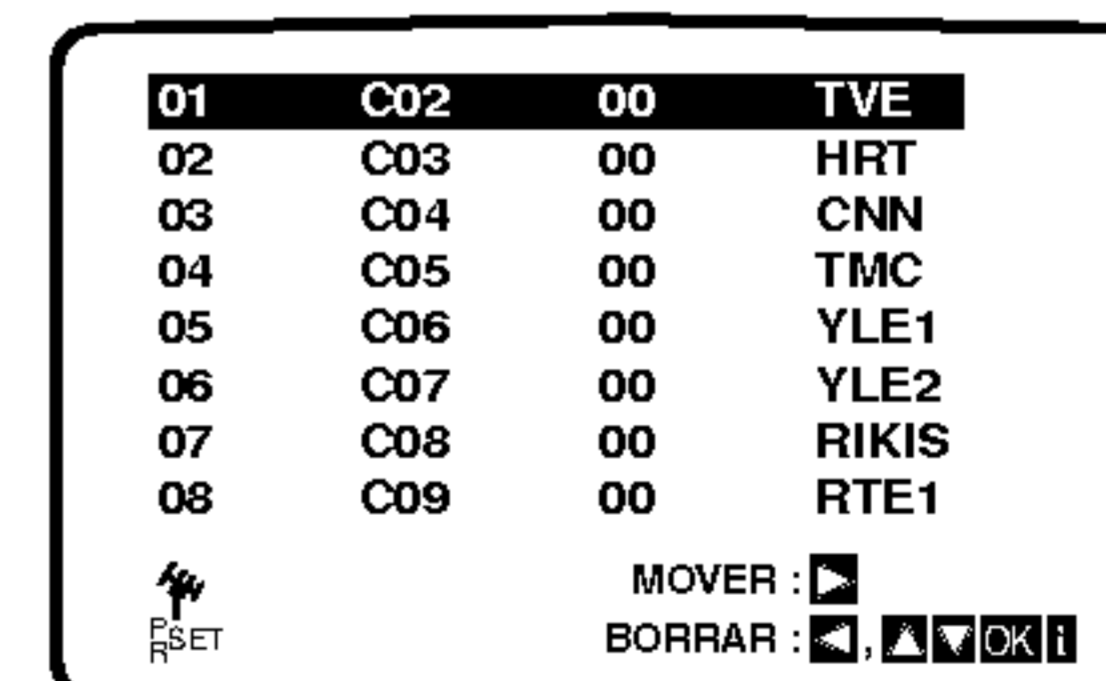 01 C02 00 TVE
02 C03 00 HRT
03 C04 00 CNN
04 C05 00 TMC
05 C06 00 YLE1
06 C07 00 YLE2
07 C08 00 RIKIS
08 C09 00 RTE1
MOVER : ▷
PR SET BORRAR : ◁, △ ▽ OK i